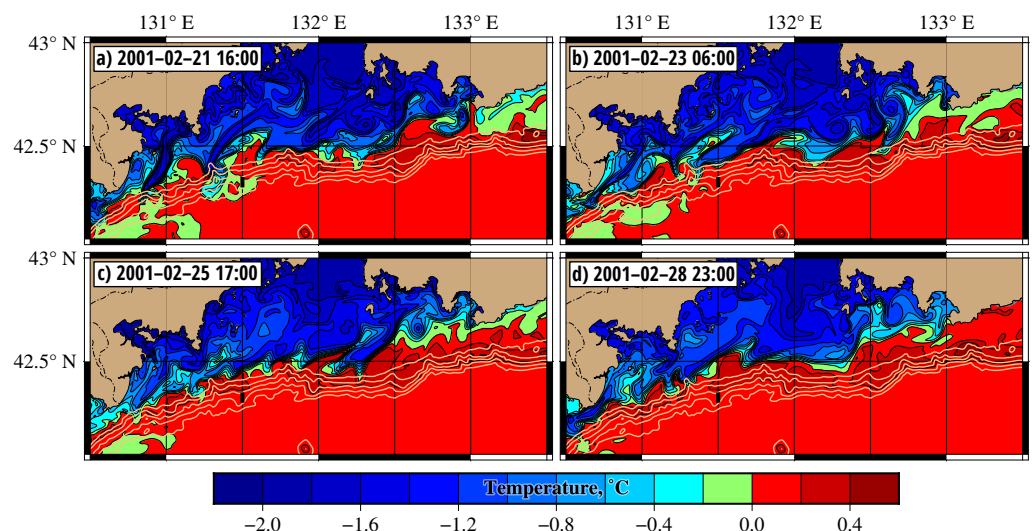 131° E 132° E 133° E 131° E 132° E 133° E
43° N
a) 2001−02−21 16:00 b) 2001−02−23 06:00
42.5° N
43° N
c) 2001−02−25 17:00 d) 2001−02−28 23:00
42.5° N
Temperature, °C
−2.0 −1.6 −1.2 −0.8 −0.4 0.0 0.4